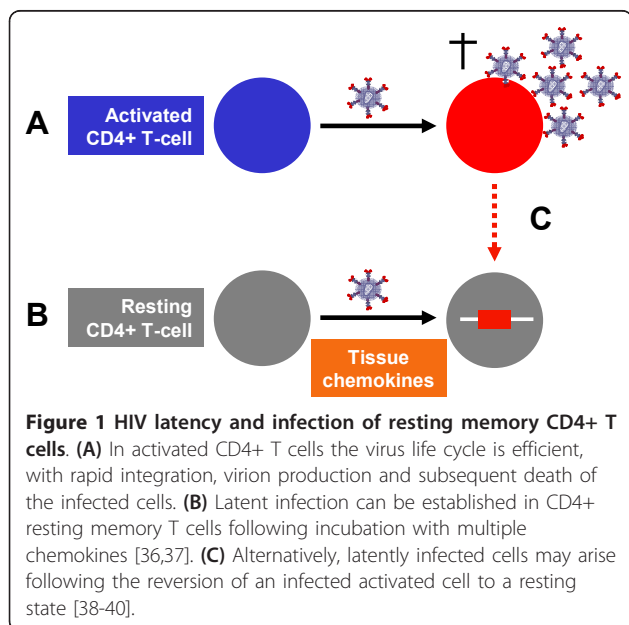 A
Activated
CD4+ T-cell
†
C
B
Resting
CD4+ T-cell
Tissue
chemokines
Figure 1 HIV latency and infection of resting memory CD4+ T
cells. (A) In activated CD4+ T cells the virus life cycle is efficient,
with rapid integration, virion production and subsequent death of
the infected cells. (B) Latent infection can be established in CD4+
resting memory T cells following incubation with multiple
chemokines [36,37]. (C) Alternatively, latently infected cells may arise
following the reversion of an infected activated cell to a resting
state [38-40].